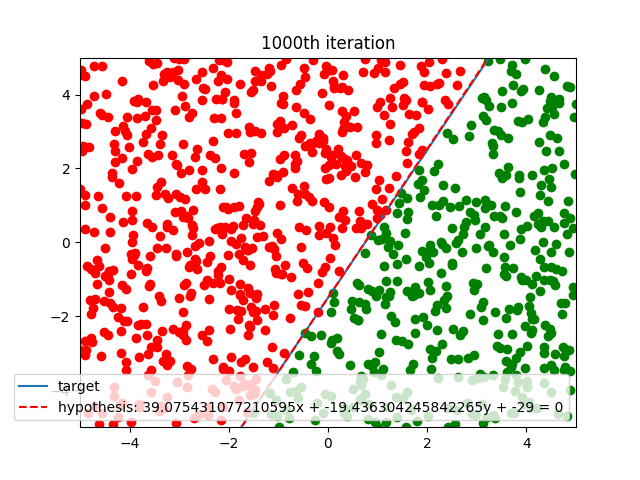 1000th iteration
4
2
0
−2
target
hypothesis: 39.075431077210595x + -19.436304245842265y + -29 = 0
−4 −2 0 2 4